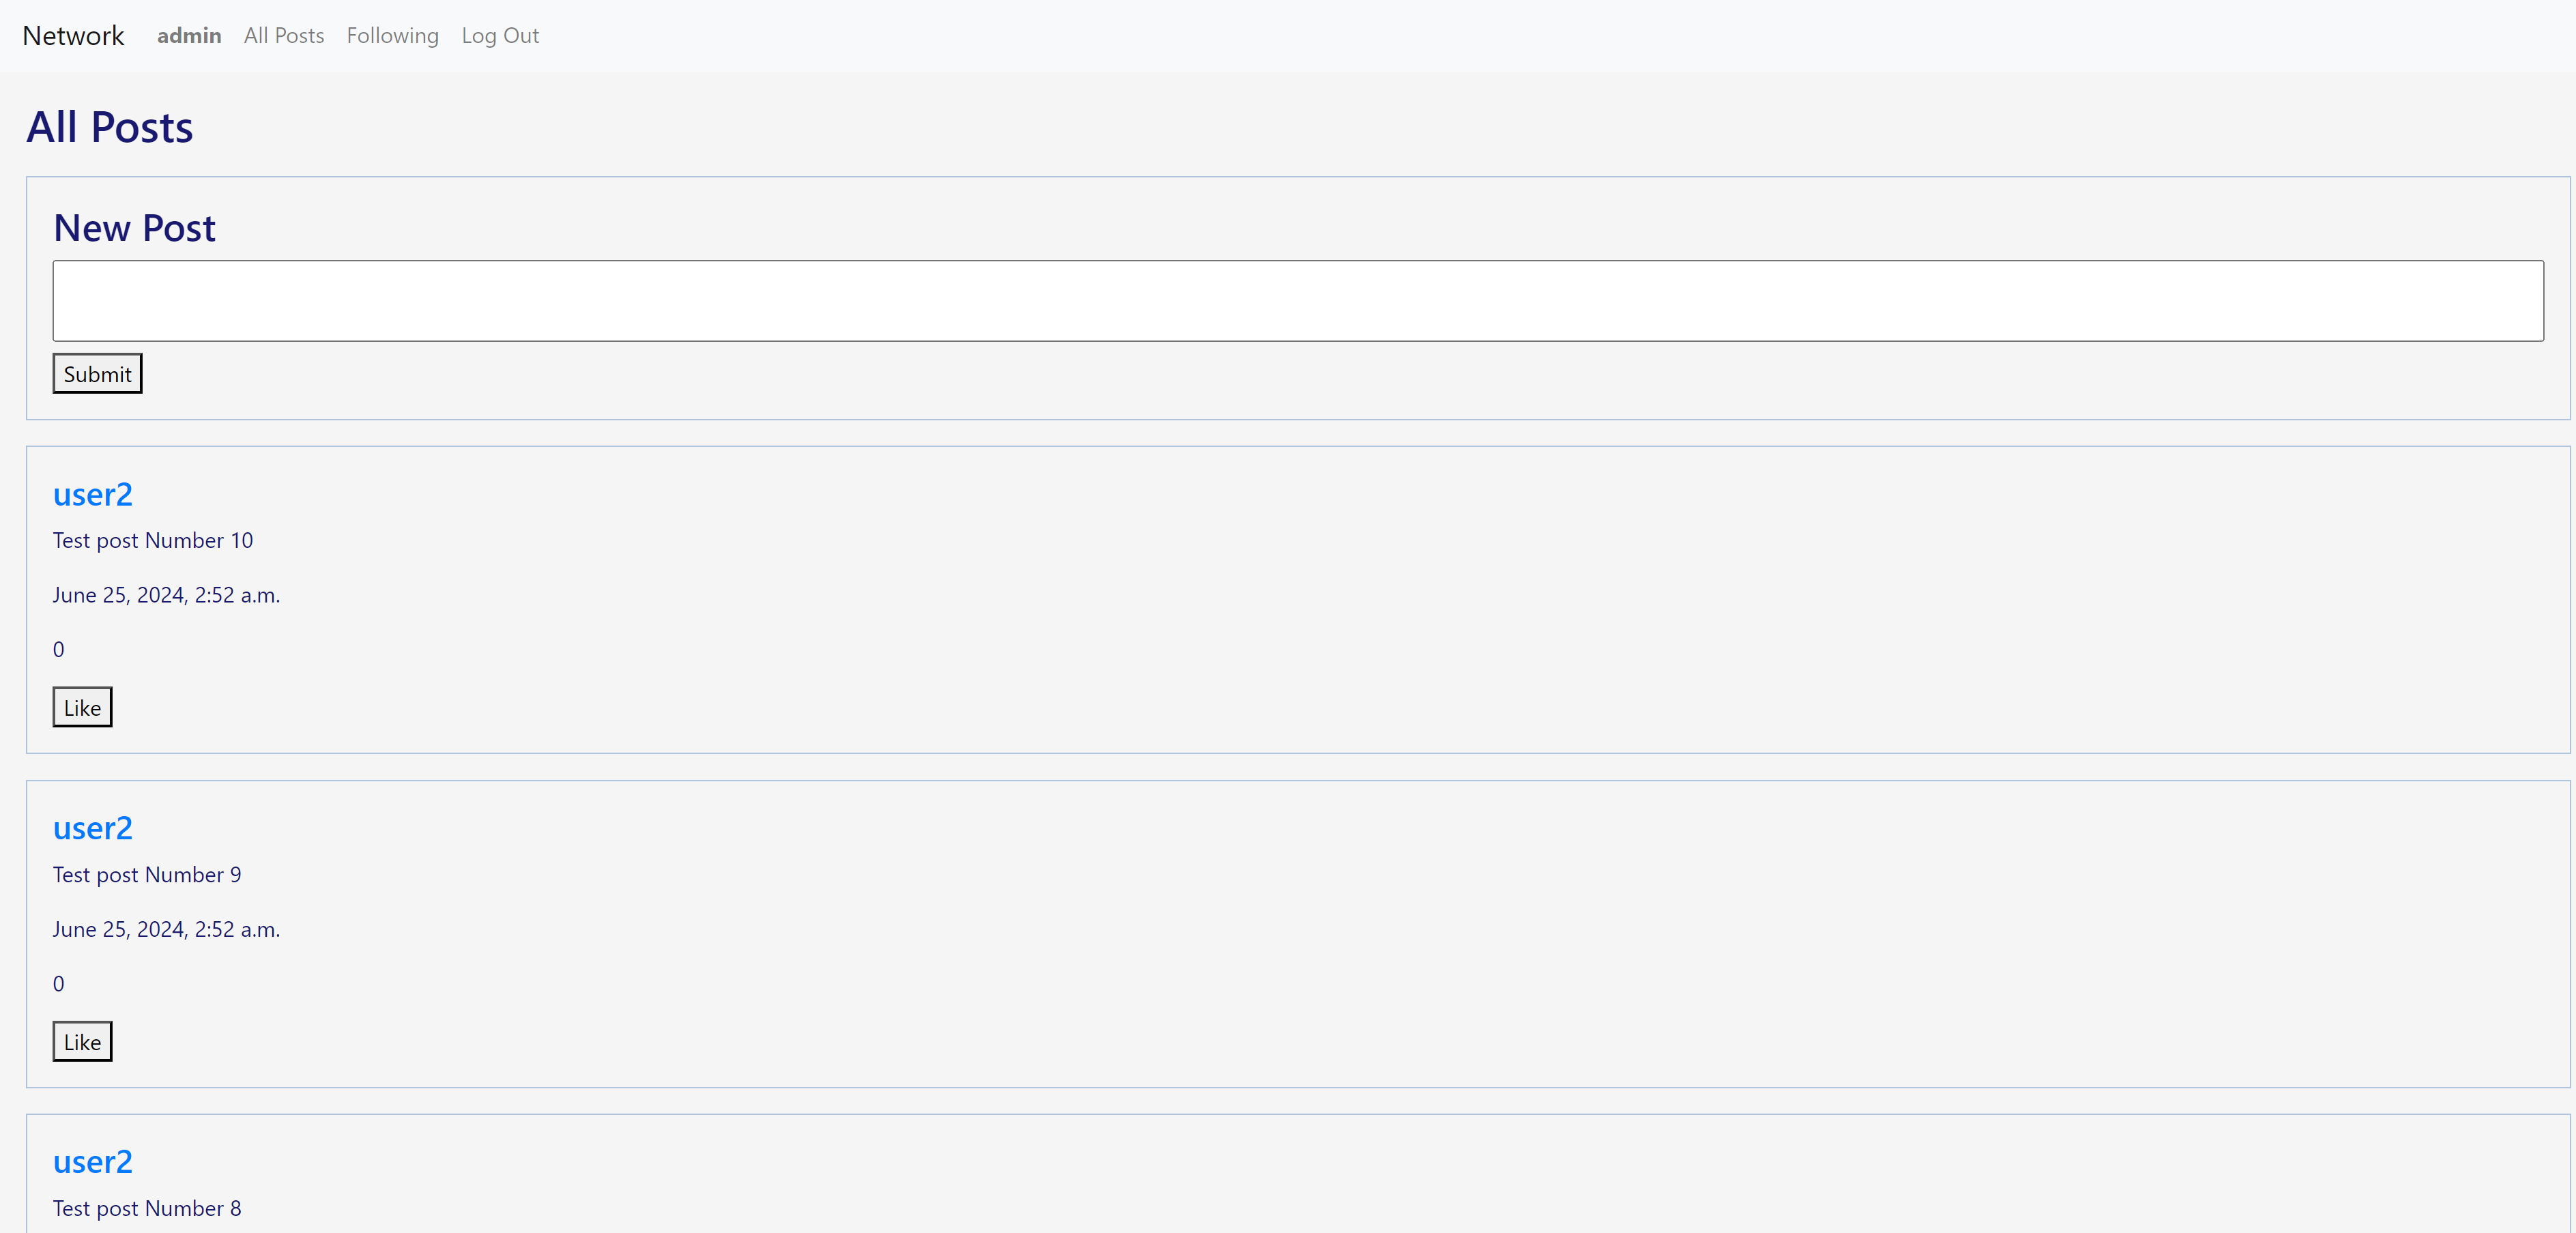 Network admin All Posts Following Log Out
All Posts
New Post
Submit
user2
Test post Number 10
June 25, 2024, 2:52 a.m.
0
Like
user2
Test post Number 9
June 25, 2024, 2:52 a.m.
0
Like
user2
Test post Number 8